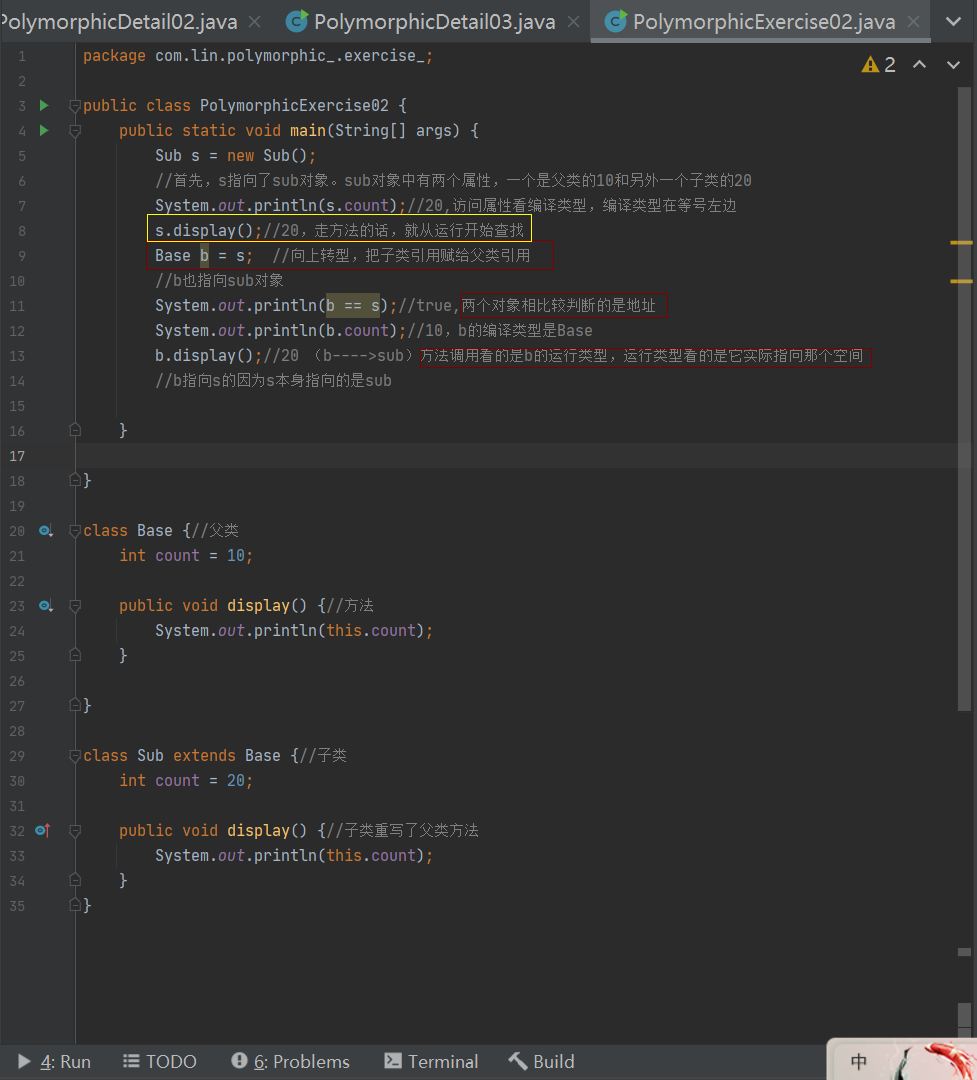 PolymorphicDetail02.java
PolymorphicDetail03.java
PolymorphicExercise02.java
2
1 package com.lin.polymorphic_.exercise_;
2
3 public class PolymorphicExercise02 {
4 public static void main(String[] args) {
5 Sub s = new Sub();
6 //首先，s指向了sub对象。sub对象中有两个属性，一个是父类的10和另外一个子类的20
7 System.out.println(s.count);//20,访问属性看编译类型，编译类型在等号左边
8 s.display();//20，走方法的话，就从运行开始查找
9 Base b = s; //向上转型，把子类引用赋给父类引用
10 //b也指向sub对象
11 System.out.println(b == s);//true,两个对象相比较判断的是地址
12 System.out.println(b.count);//10，b的编译类型是Base
13 b.display();//20 （b---->sub）方法调用看的是b的运行类型，运行类型看的是它实际指向那个空间
14 //b指向s的因为s本身指向的是sub
15
16 }
17
18 }
19
20 class Base {//父类
21 int count = 10;
22
23 public void display() {//方法
24 System.out.println(this.count);
25 }
26
27 }
28
29 class Sub extends Base {//子类
30 int count = 20;
31
32 public void display() {//子类重写了父类方法
33 System.out.println(this.count);
34 }
35 }
4: Run
TODO
6: Problems
Terminal
Build
中